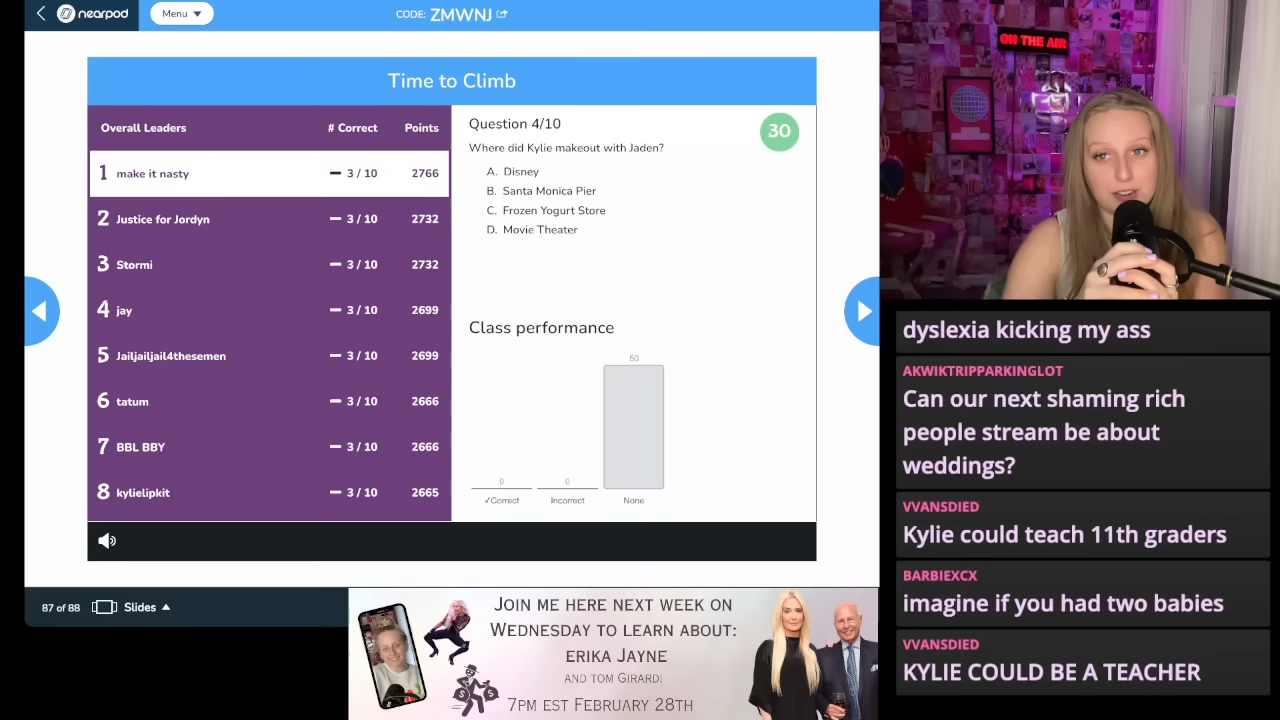 nearpod
Menu ▼
CODE: ZMWNJ
ON THE AIR
Time to Climb
Overall Leaders # Correct Points
1 make it nasty – 3 / 10 2766
2 Justice for Jordyn – 3 / 10 2732
3 Stormi – 3 / 10 2732
4 jay – 3 / 10 2699
5 Jailjailjail4thesemen – 3 / 10 2699
6 tatum – 3 / 10 2666
7 BBL BBY – 3 / 10 2666
8 kylielipkit – 3 / 10 2665
Question 4/10
30
Where did Kylie makeout with Jaden?
A. Disney
B. Santa Monica Pier
C. Frozen Yogurt Store
D. Movie Theater
Class performance
50
0 0
✓Correct Incorrect None
87 of 88 Slides ▲
JOIN ME HERE NEXT WEEK ON
WEDNESDAY TO LEARN ABOUT:
ERIKA JAYNE
AND TOM GIRARDI
7PM EST FEBRUARY 28TH
dyslexia kicking my ass
AKWIKTRIPPARKINGLOT
Can our next shaming rich
people stream be about
weddings?
VVANSDIED
Kylie could teach 11th graders
BARBIEXCX
imagine if you had two babies
VVANSDIED
KYLIE COULD BE A TEACHER